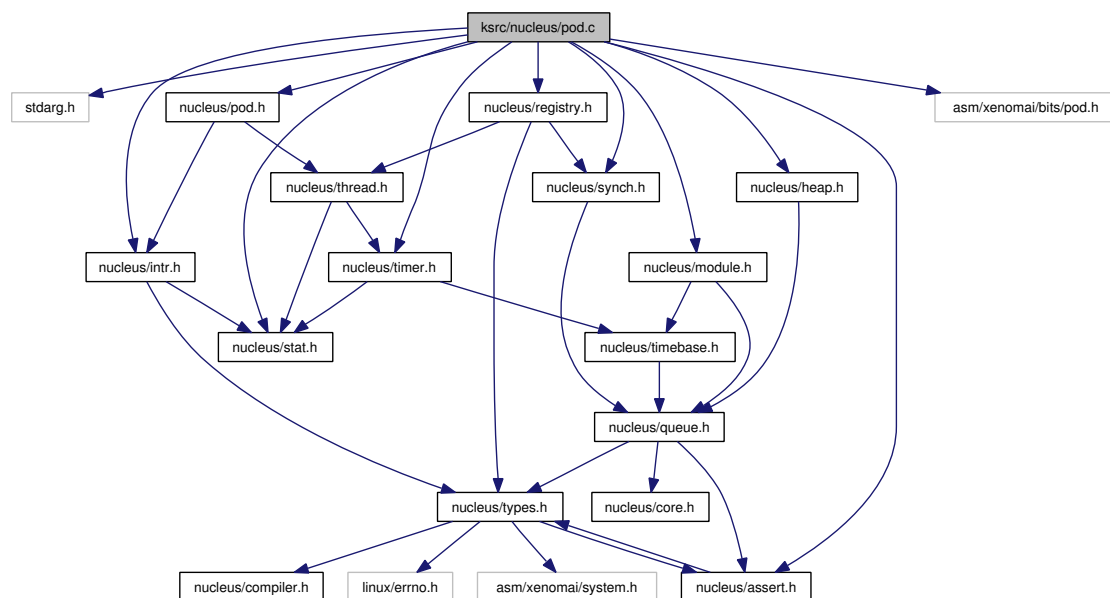 ksrc/nucleus/pod.c
stdarg.h
nucleus/pod.h
nucleus/registry.h
asm/xenomai/bits/pod.h
nucleus/thread.h
nucleus/synch.h
nucleus/heap.h
nucleus/intr.h
nucleus/timer.h
nucleus/module.h
nucleus/stat.h
nucleus/timebase.h
nucleus/queue.h
nucleus/types.h
nucleus/core.h
nucleus/compiler.h
linux/errno.h
asm/xenomai/system.h
nucleus/assert.h